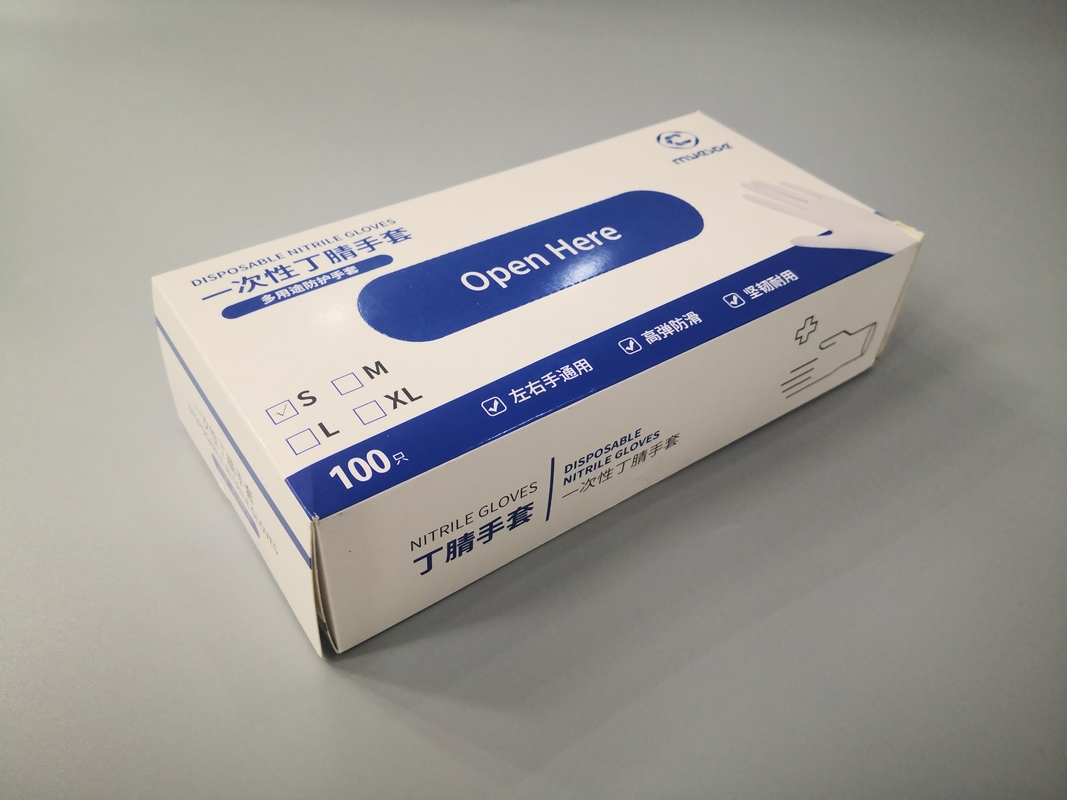 DISPOSABLE NITRILE GLOVES
一次性丁腈手套
多用途防护手套
Open Here
S
M
L
XL
100只
左右手通用
高弹防滑
坚韧耐用
NITRILE GLOVES
丁腈手套
DISPOSABLE
NITRILE GLOVES
一次性丁腈手套